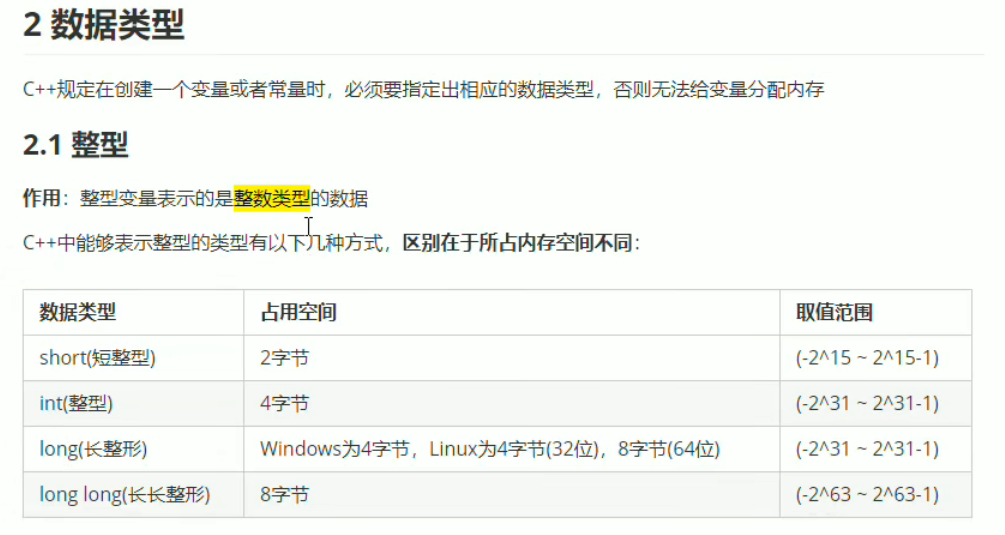 2 数据类型
C++规定在创建一个变量或者常量时，必须要指定出相应的数据类型，否则无法给变量分配内存
2.1 整型
作用：整型变量表示的是整数类型的数据
C++中能够表示整型的类型有以下几种方式，区别在于所占内存空间不同：
数据类型 占用空间 取值范围
short(短整型) 2字节 (-2^15 ~ 2^15-1)
int(整型) 4字节 (-2^31 ~ 2^31-1)
long(长整形) Windows为4字节，Linux为4字节(32位)，8字节(64位) (-2^31 ~ 2^31-1)
long long(长长整形) 8字节 (-2^63 ~ 2^63-1)